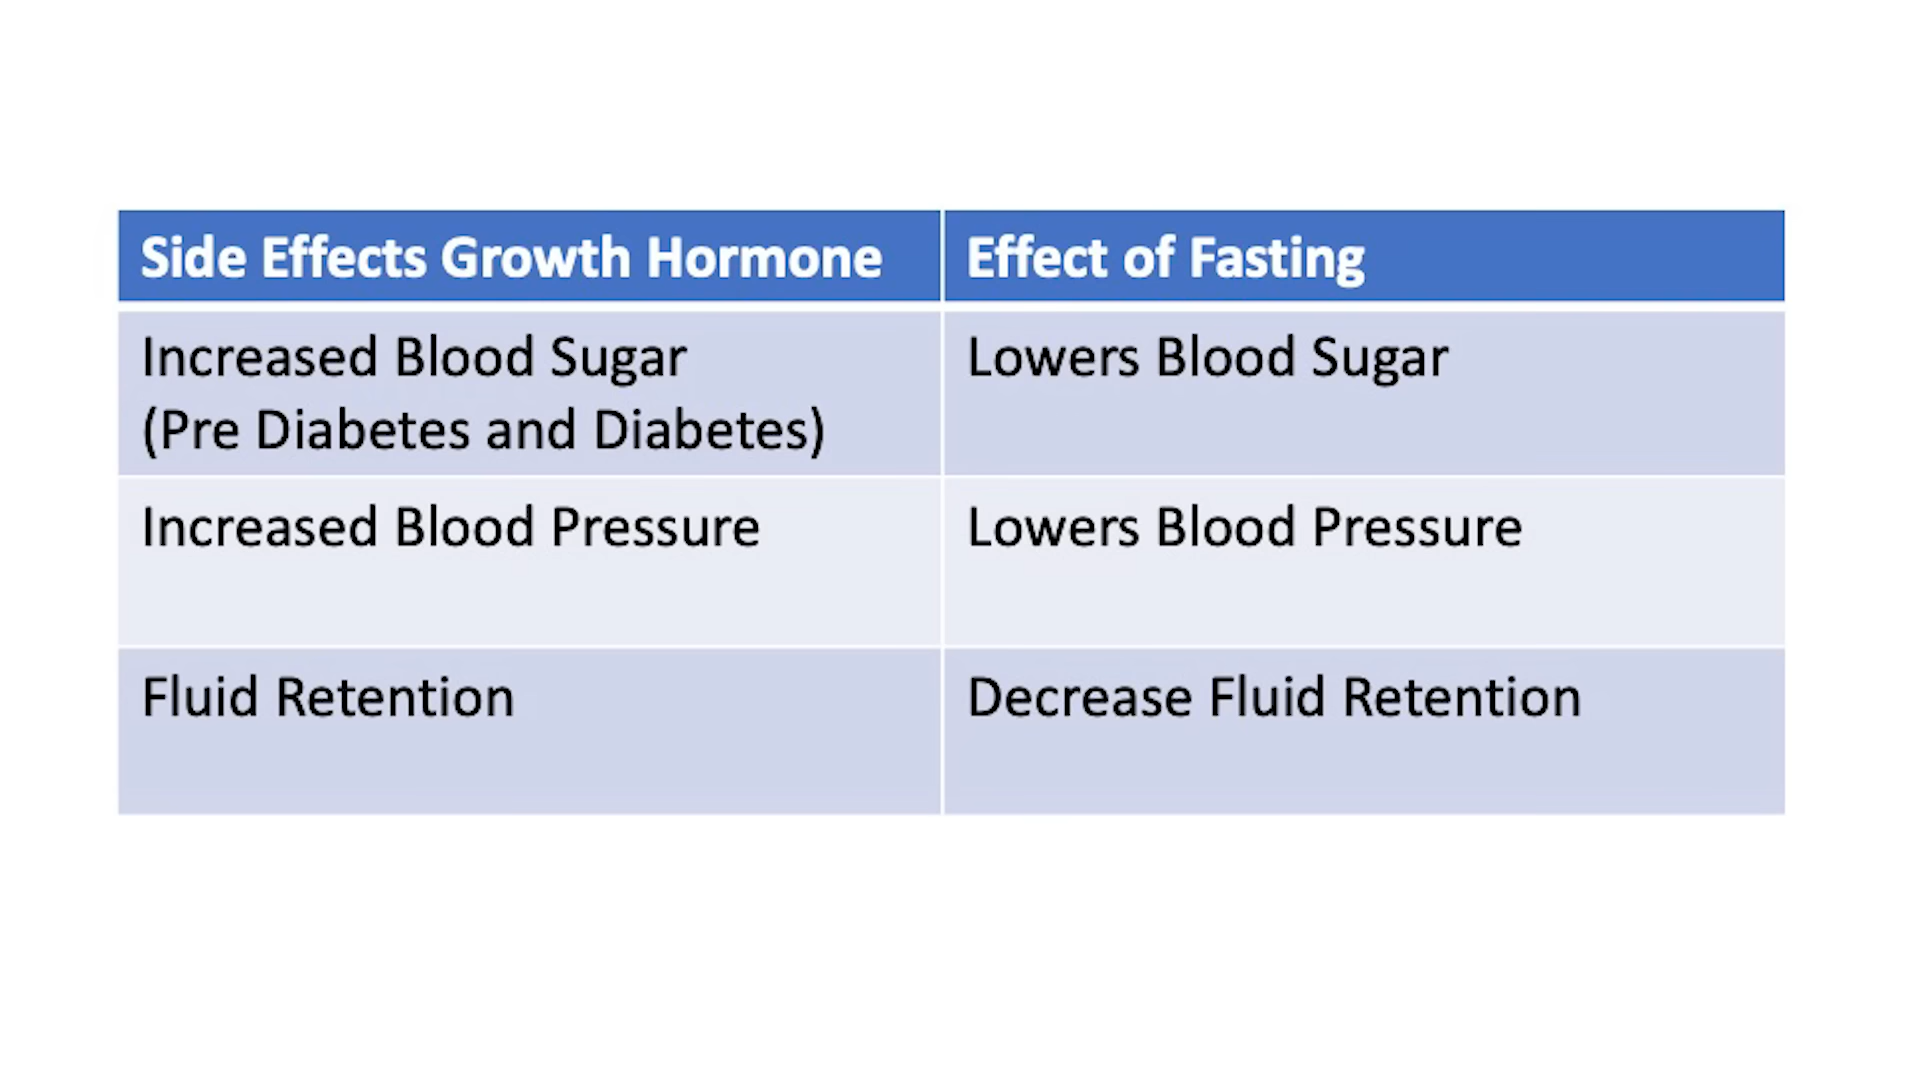 Side Effects Growth Hormone
Effect of Fasting
Increased Blood Sugar
(Pre Diabetes and Diabetes)
Lowers Blood Sugar
Increased Blood Pressure
Lowers Blood Pressure
Fluid Retention
Decrease Fluid Retention